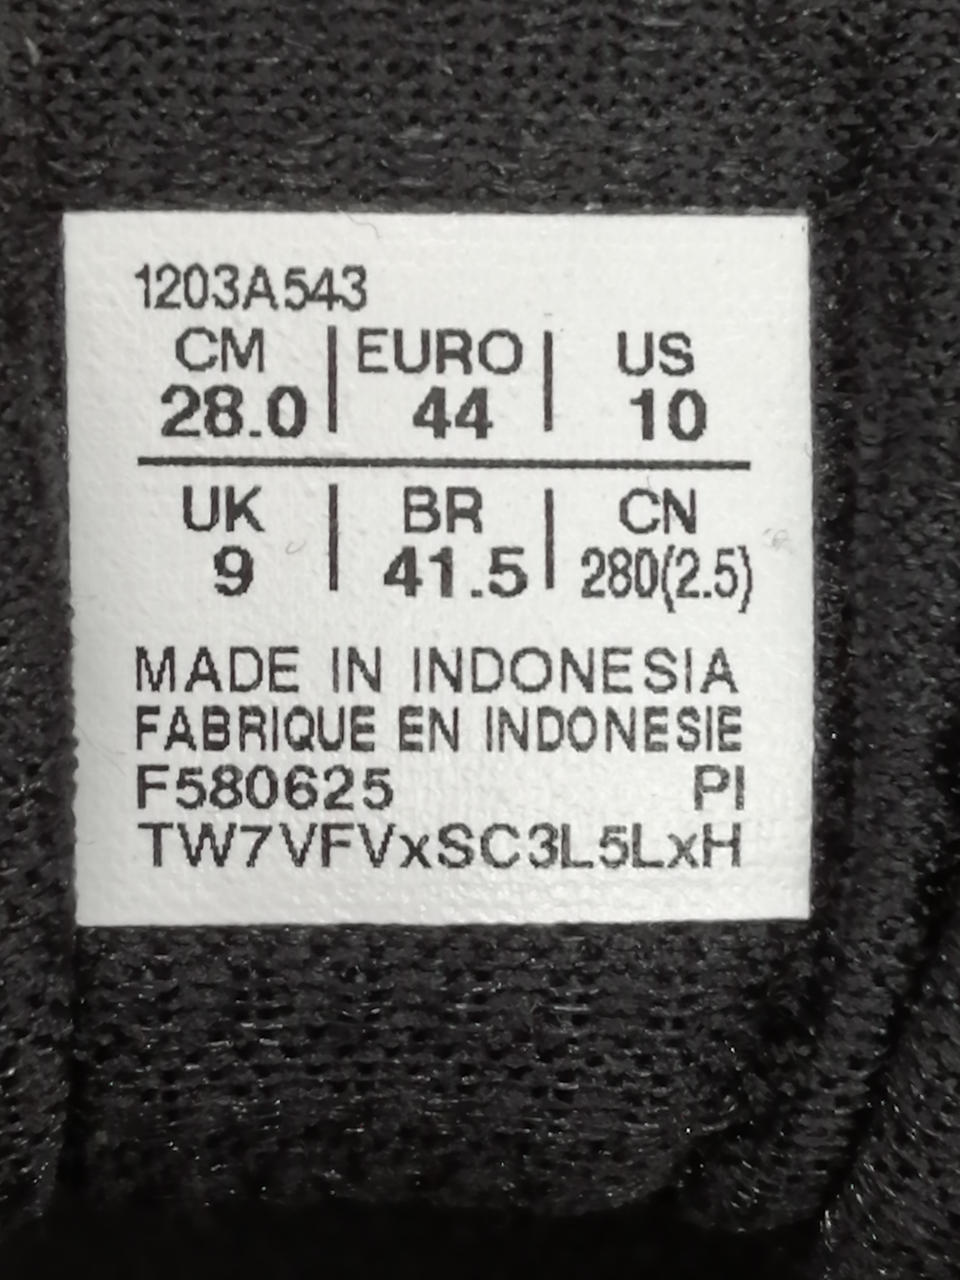 1203A543
CM | EURO | US
28.0 | 44 | 10
UK | BR | CN
9 | 41.5 | 280(2.5)
MADE IN INDONESIA
FABRIQUE EN INDONESIE
F580625 PI
TW7VFVxSC3L5LxH